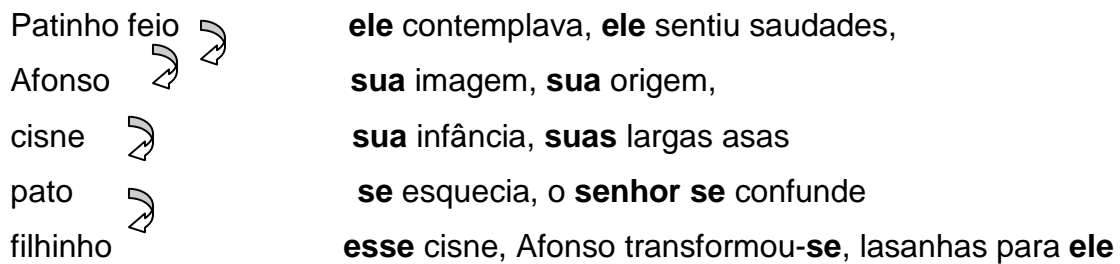 Patinho feio ele contemplava, ele sentiu saudades,
Afonso sua imagem, sua origem,
cisne sua infância, suas largas asas
pato se esquecia, o senhor se confunde
filhinho esse cisne, Afonso transformou-se, lasanhas para ele